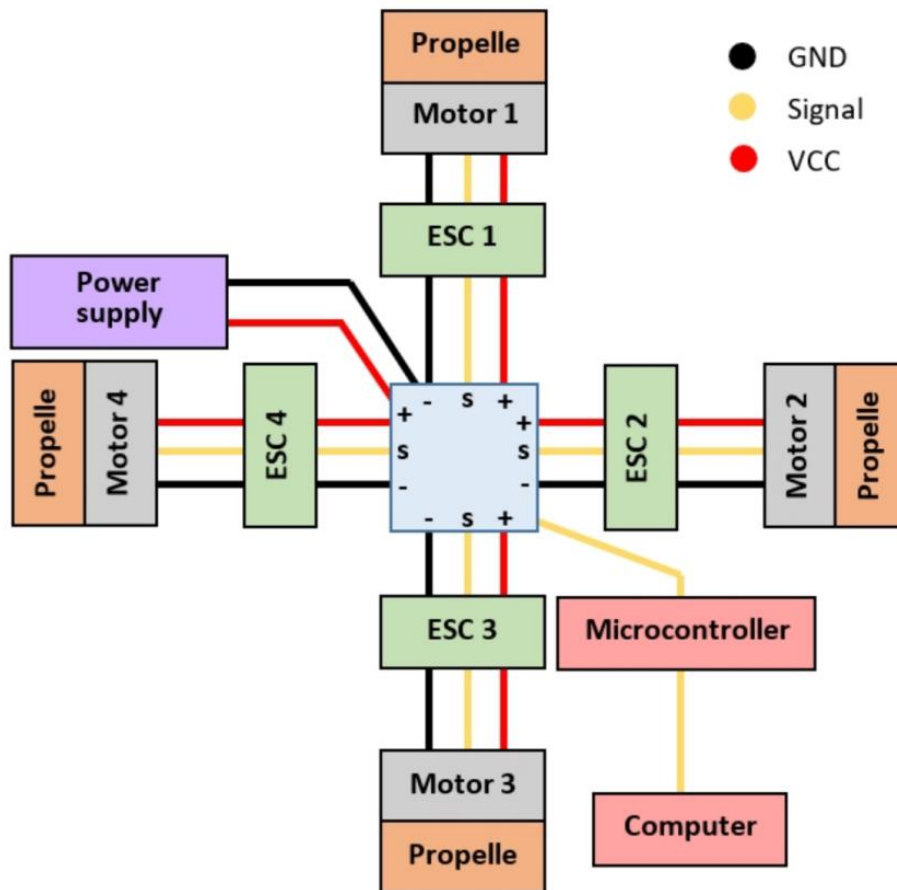 Propelle
Motor 1
GND
Signal
VCC
ESC 1
Power
supply
Propelle
Motor 4
ESC 4
- s +
+
s
-
+
s
-
- s +
ESC 2
Motor 2
Propelle
ESC 3
Microcontroller
Motor 3
Propelle
Computer